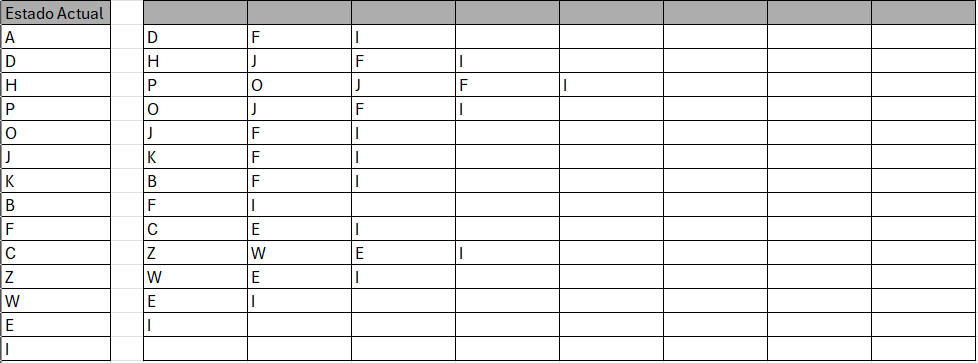 Estado Actual
A D F I
D H J F I
H P O J F I
P O J F I
O J F I
J K F I
K B F I
B F I
F C E I
C Z W E I
Z W E I
W E I
E I
I